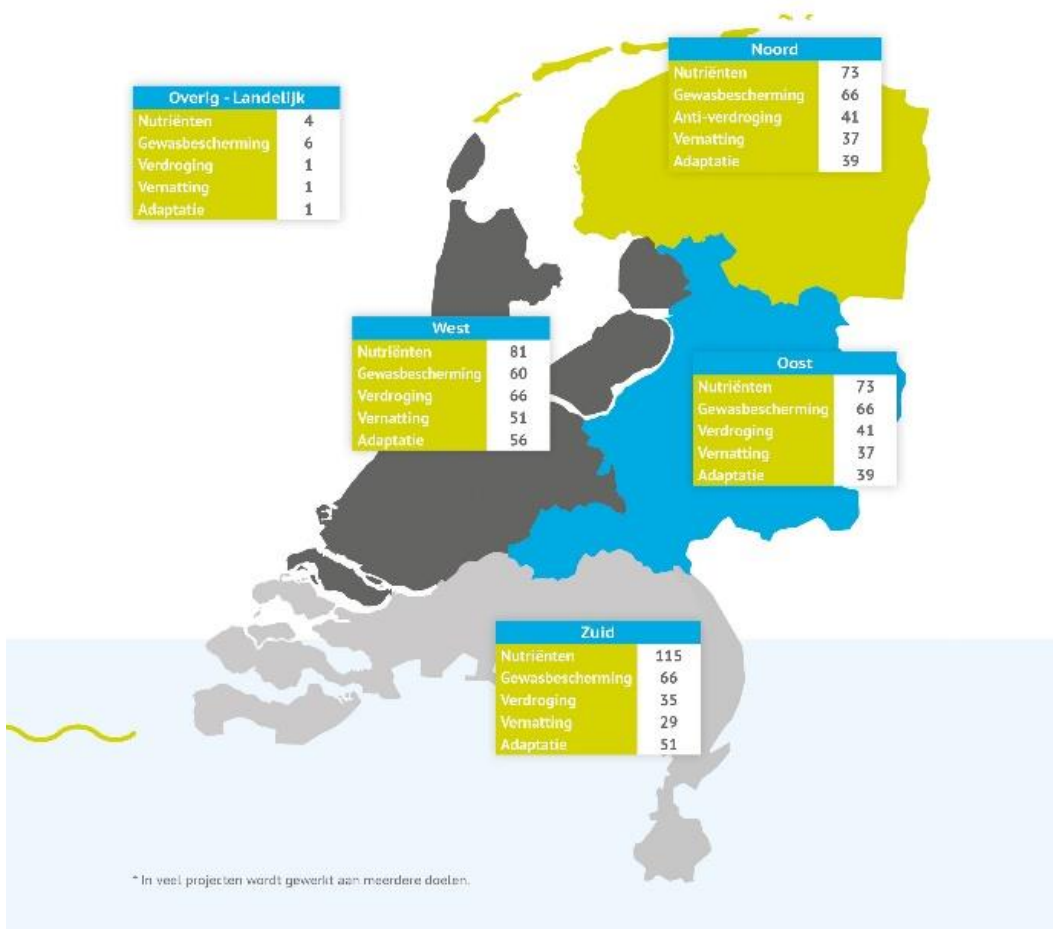 Noord
Nutriënten 73
Gewasbescherming 66
Anti-verdroging 41
Vernatting 37
Adaptatie 39
Overig - Landelijk
Nutriënten 4
Gewasbescherming 6
Verdroging 1
Vernatting 1
Adaptatie 1
West
Nutriënten 81
Gewasbescherming 60
Verdroging 66
Vernatting 51
Adaptatie 56
Oost
Nutriënten 73
Gewasbescherming 66
Verdroging 41
Vernatting 37
Adaptatie 39
Zuid
Nutriënten 115
Gewasbescherming 66
Verdroging 35
Vernatting 29
Adaptatie 51
* In veel projecten wordt gewerkt aan meerdere doelen.